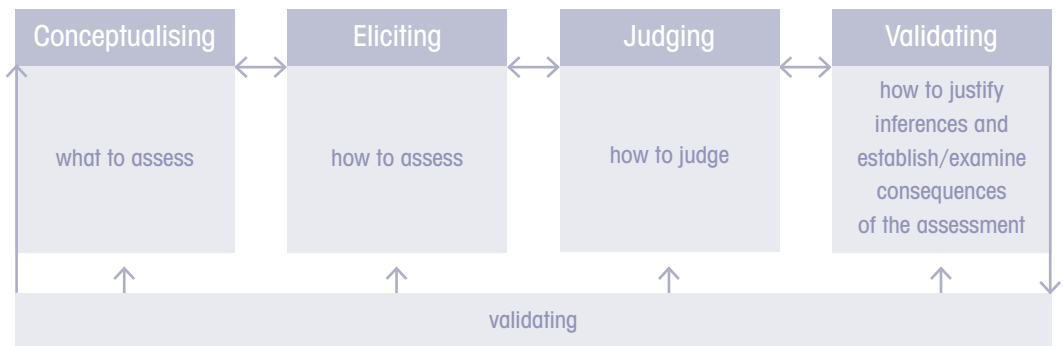 Conceptualising
Eliciting
Judging
Validating
what to assess
how to assess
how to judge
how to justify
inferences and
establish/examine
consequences
of the assessment
validating